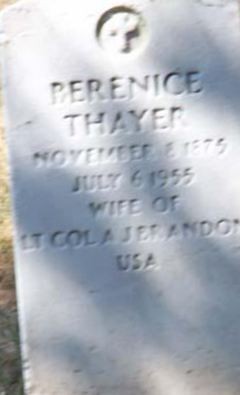 BERENICE
THAYER
NOVEMBER 8 1875
JULY 6 1955
WIFE OF
LT COL A J BRANDON
USA